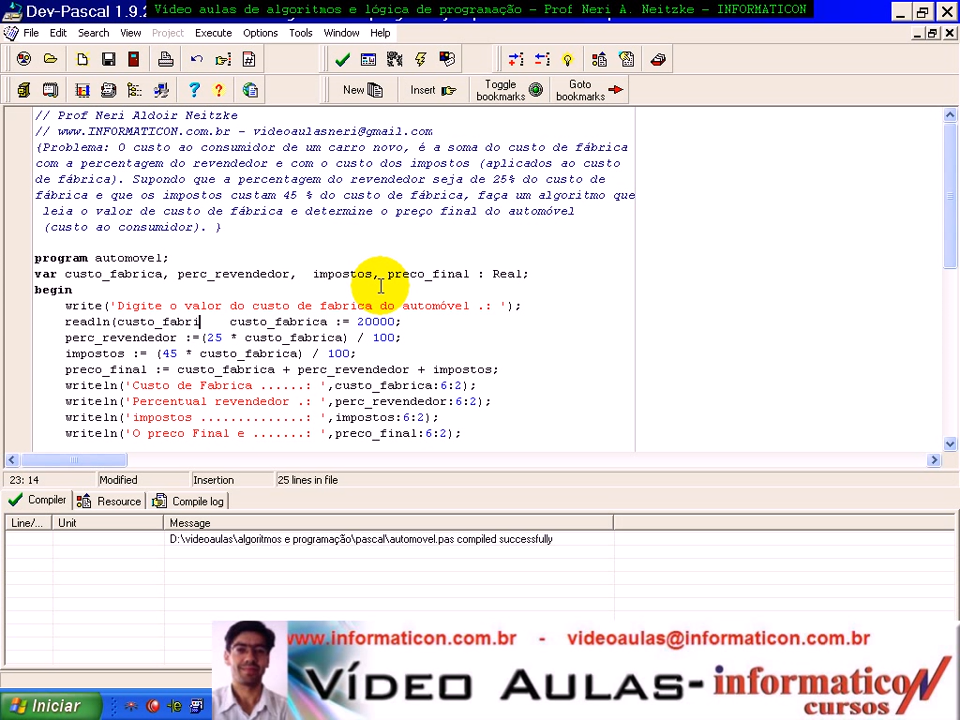 Dev-Pascal 1.9.2
Vídeo aulas de algoritmos e lógica de programação - Prof Neri A. Neitzke - INFORMATICON
File Edit Search View Project Execute Options Tools Window Help
New Insert Toggle bookmarks Goto bookmarks
// Prof Neri Aldoir Neitzke
// www.INFORMATICON.com.br - videoaulasneri@gmail.com
{Problema: O custo ao consumidor de um carro novo, é a soma do custo de fábrica
com a percentagem do revendedor e com o custo dos impostos (aplicados ao custo
de fábrica). Supondo que a percentagem do revendedor seja de 25% do custo de
fábrica e que os impostos custam 45 % do custo de fábrica, faça um algoritmo que
leia o valor de custo de fábrica e determine o preço final do automóvel
(custo ao consumidor). }
program automovel;
var custo_fabrica, perc_revendedor,  impostos, preco_final : Real;
begin
write('Digite o valor do custo de fabrica do automóvel .: ');
readln(custo_fabri    custo_fabrica := 20000;
perc_revendedor :=(25 * custo_fabrica) / 100;
impostos := (45 * custo_fabrica) / 100;
preco_final := custo_fabrica + perc_revendedor + impostos;
writeln('Custo de Fabrica ......: ',custo_fabrica:6:2);
writeln('Percentual revendedor .: ',perc_revendedor:6:2);
writeln('impostos ..............: ',impostos:6:2);
writeln('O preco Final e .......: ',preco_final:6:2);
23: 14 Modified Insertion 25 lines in file
Compiler Resource Compile log
Line/... Unit Message
D:\videoaulas\algoritmos e programação\pascal\automovel.pas compiled successfully
www.informaticon.com.br - videoaulas@informaticon.com.br
Vídeo Aulas- informaticon
cursos
Iniciar